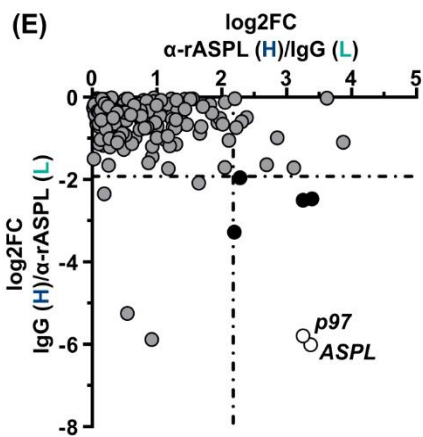 (E)
log2FC
α-rASPL (H)/IgG (L)
0 1 2 3 4 5
0
-2
-4
-6
-8
log2FC
IgG (H)/α-rASPL (L)
p97
ASPL